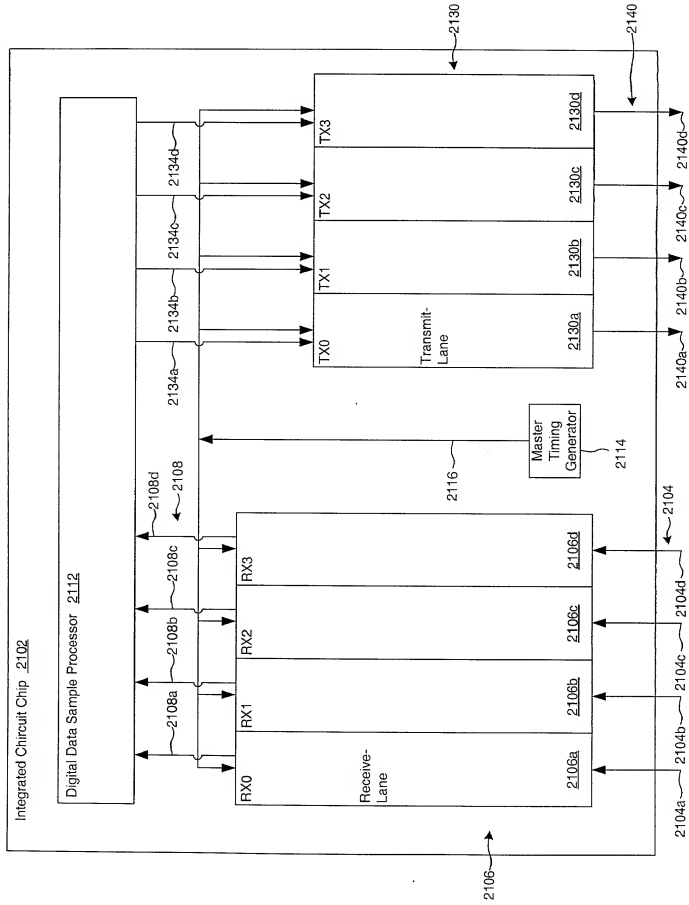 Integrated Chircuit Chip 2102
Digital Data Sample Processor 2112
2108a
2108b
2108c
2108d
2108
2134a
2134b
2134c
2134d
2130
RX0
RX1
RX2
RX3
Receive-
Lane
2106a
2106b
2106c
2106d
2106
2116
Master
Timing
Generator
2114
TX0
TX1
TX2
TX3
Transmit-
Lane
2130a
2130b
2130c
2130d
2104a
2104b
2104c
2104d
2104
2140a
2140b
2140c
2140d
2140